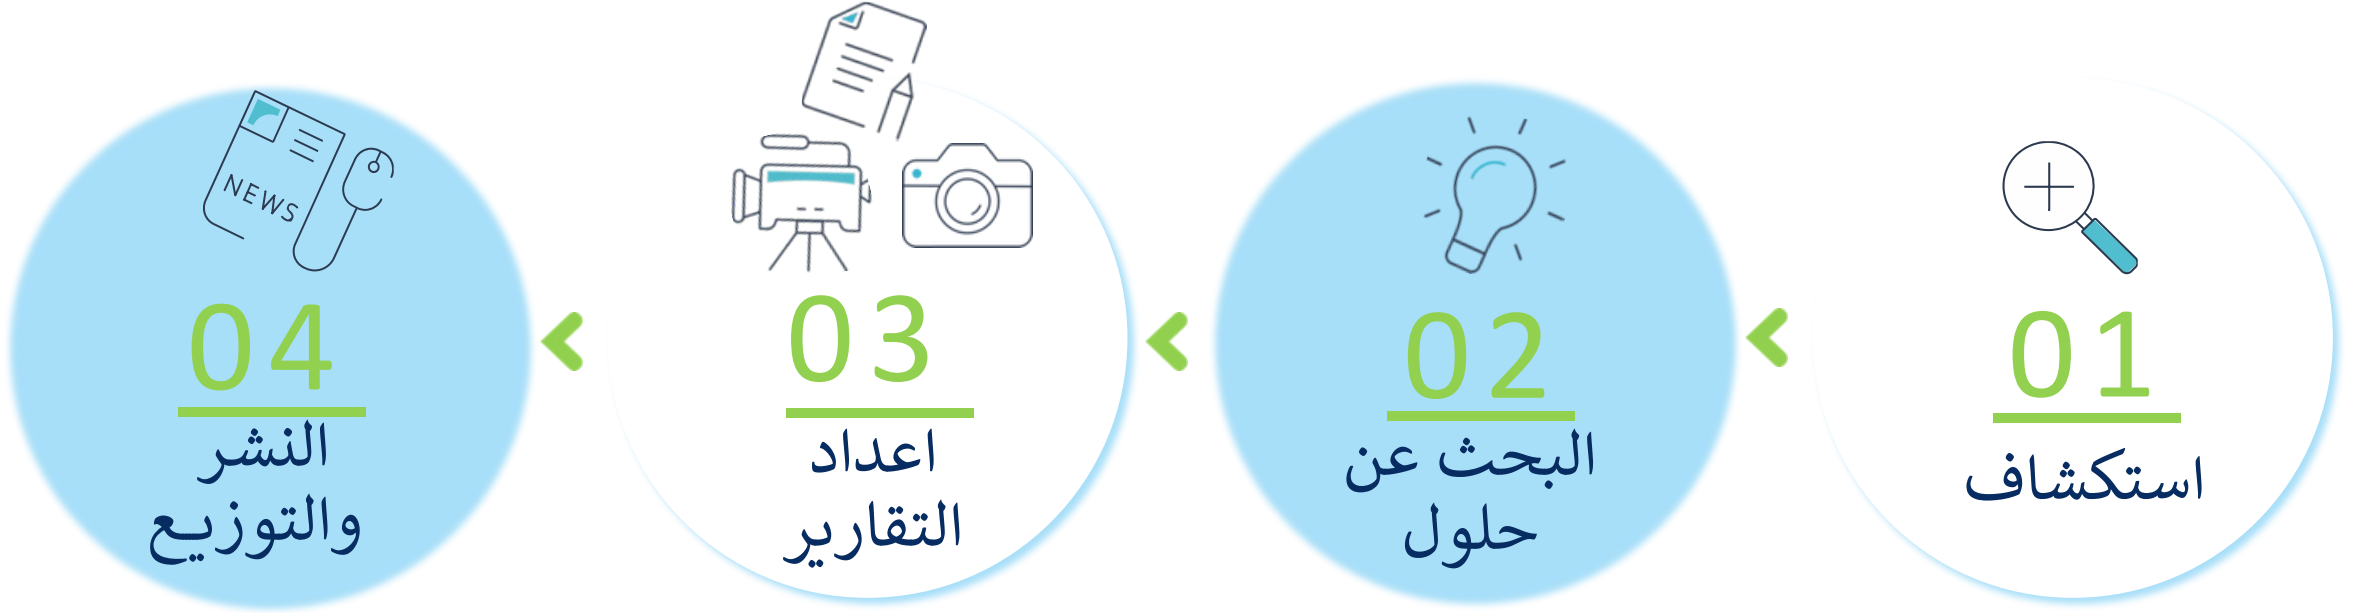 01
استكشاف
02
البحث عن
حلول
03
اعداد
التقارير
NEWS
04
النشر
والتوزيع